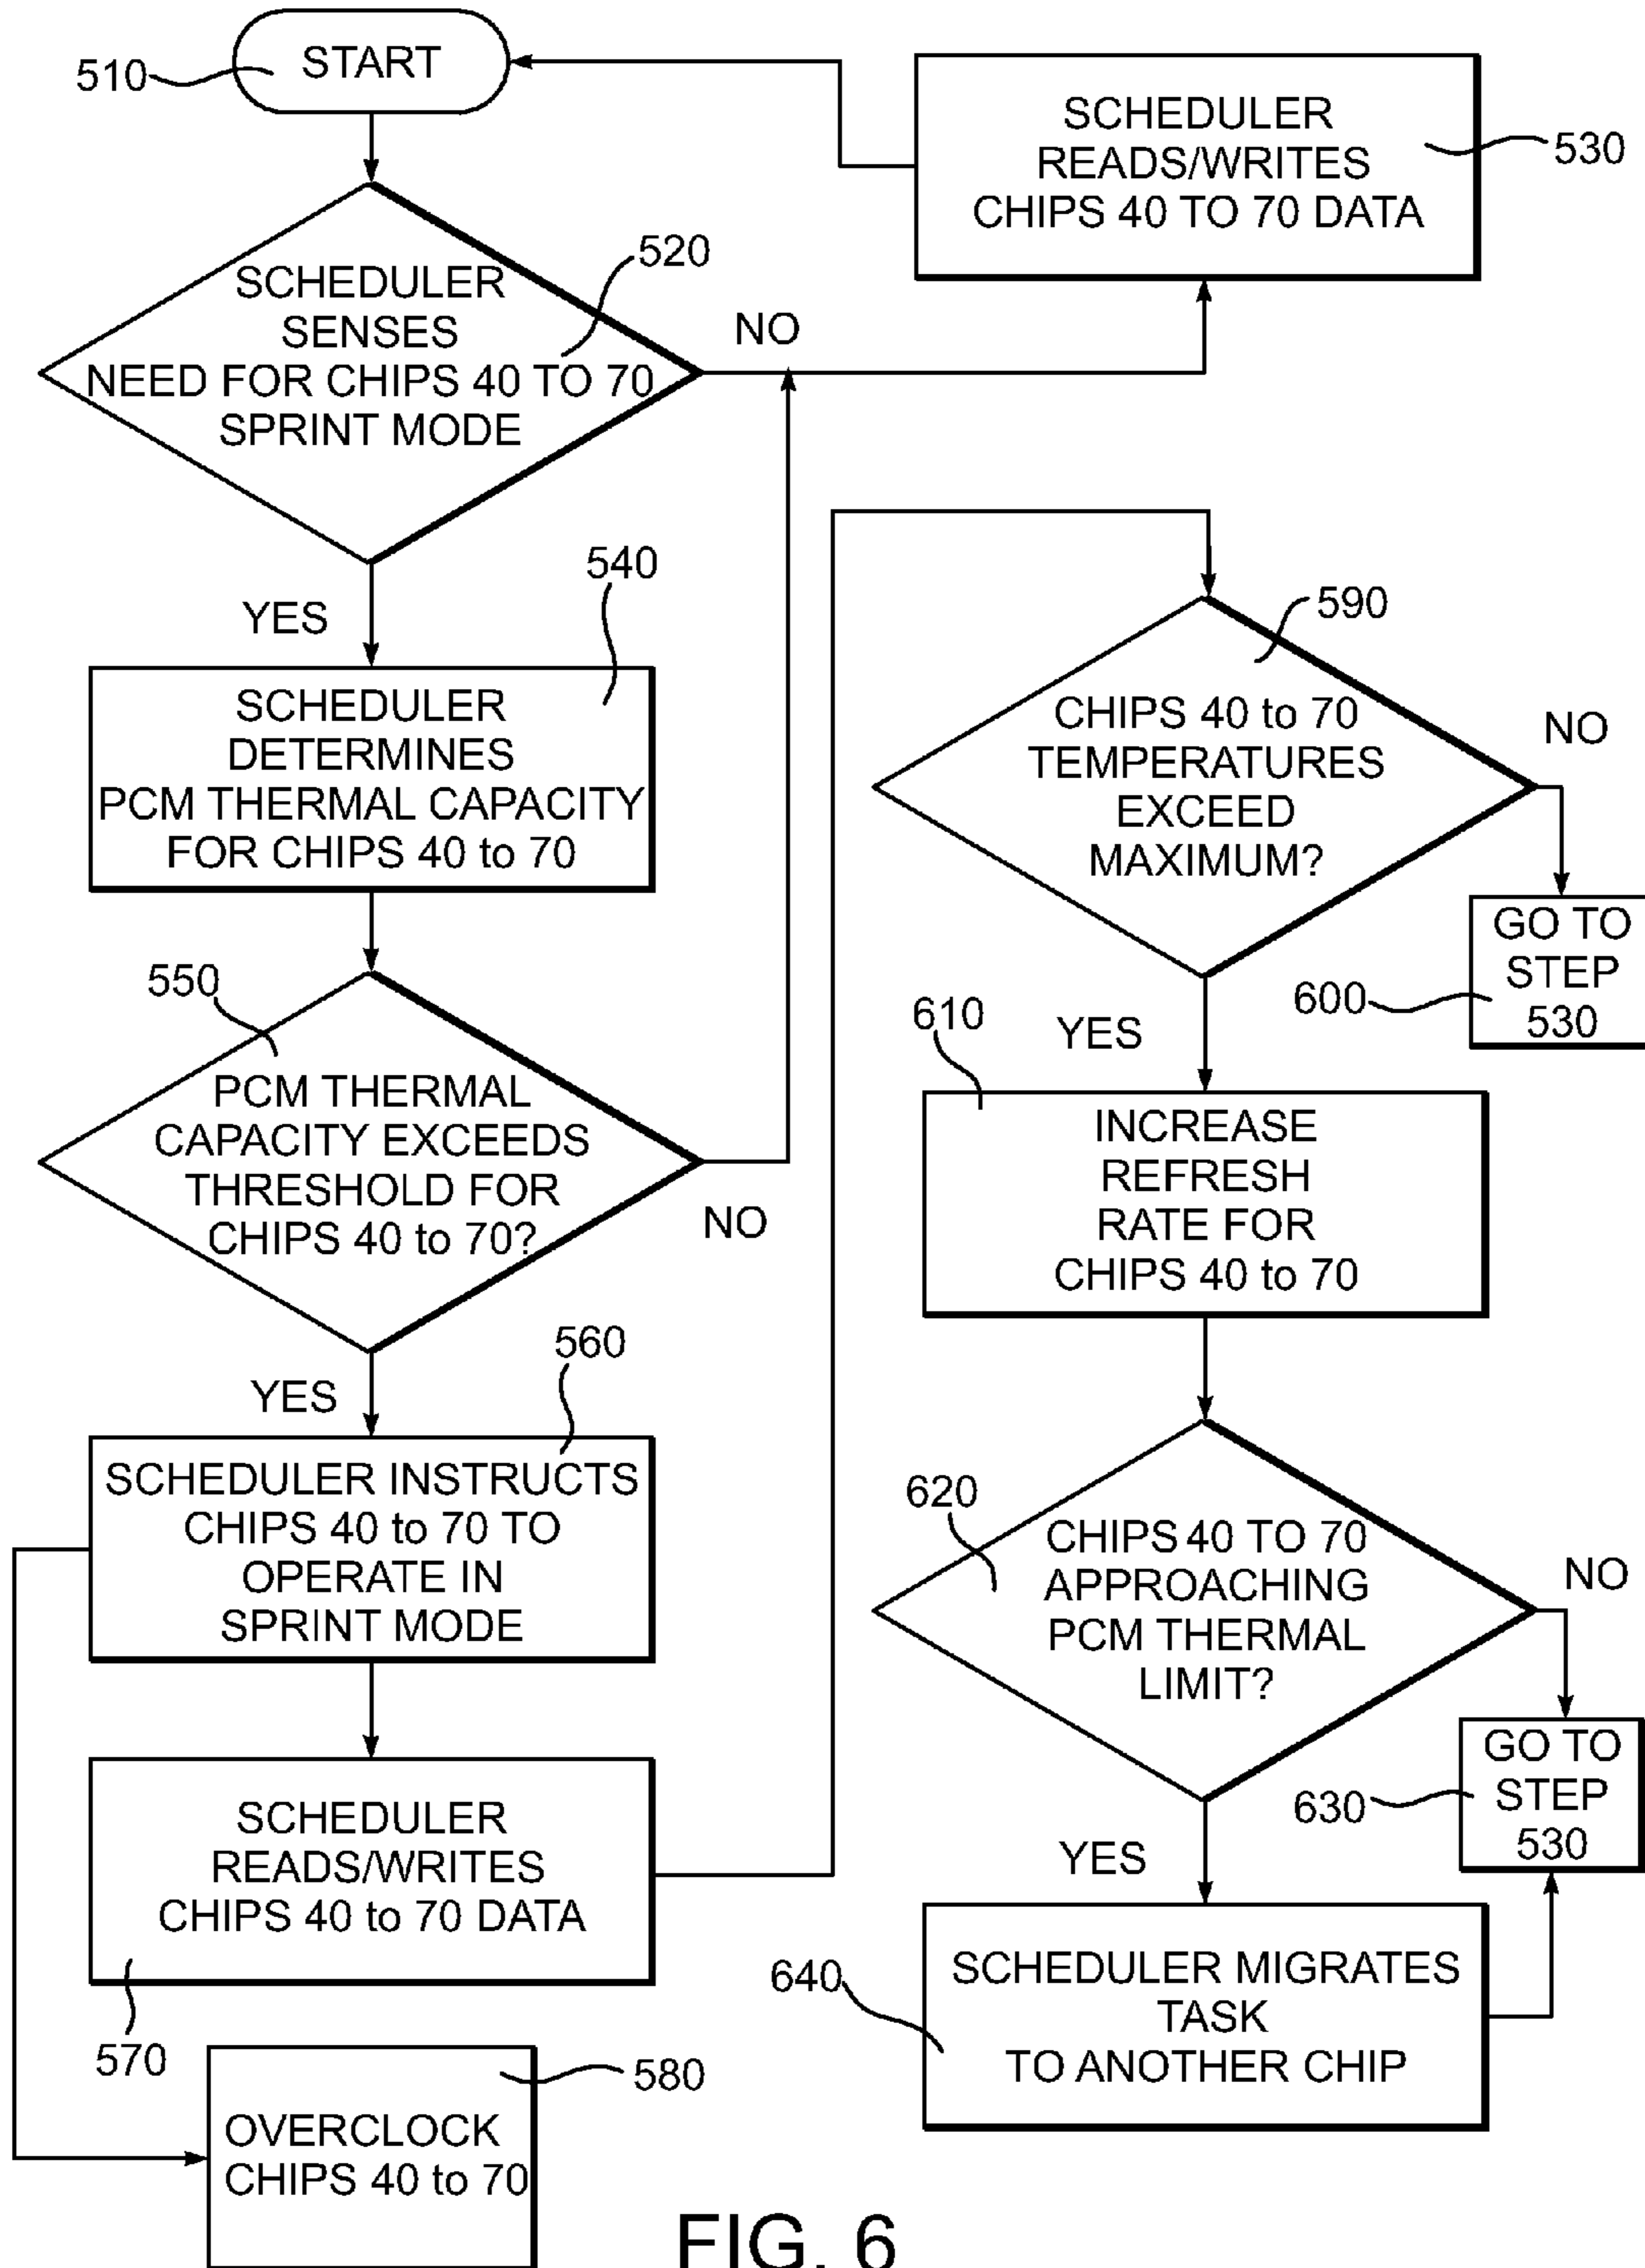 510
START
SCHEDULER
READS/WRITES
CHIPS 40 TO 70 DATA
530
SCHEDULER
SENSES
NEED FOR CHIPS 40 TO 70
SPRINT MODE
520
NO
YES
540
SCHEDULER
DETERMINES
PCM THERMAL CAPACITY
FOR CHIPS 40 to 70
550
PCM THERMAL
CAPACITY EXCEEDS
THRESHOLD FOR
CHIPS 40 to 70?
NO
YES
560
SCHEDULER INSTRUCTS
CHIPS 40 to 70 TO
OPERATE IN
SPRINT MODE
SCHEDULER
READS/WRITES
CHIPS 40 to 70 DATA
570
580
OVERCLOCK
CHIPS 40 to 70
590
CHIPS 40 to 70
TEMPERATURES
EXCEED
MAXIMUM?
NO
GO TO
STEP
530
600
YES
610
INCREASE
REFRESH
RATE FOR
CHIPS 40 to 70
620
CHIPS 40 TO 70
APPROACHING
PCM THERMAL
LIMIT?
NO
GO TO
STEP
530
630
YES
640
SCHEDULER MIGRATES
TASK
TO ANOTHER CHIP
FIG. 6